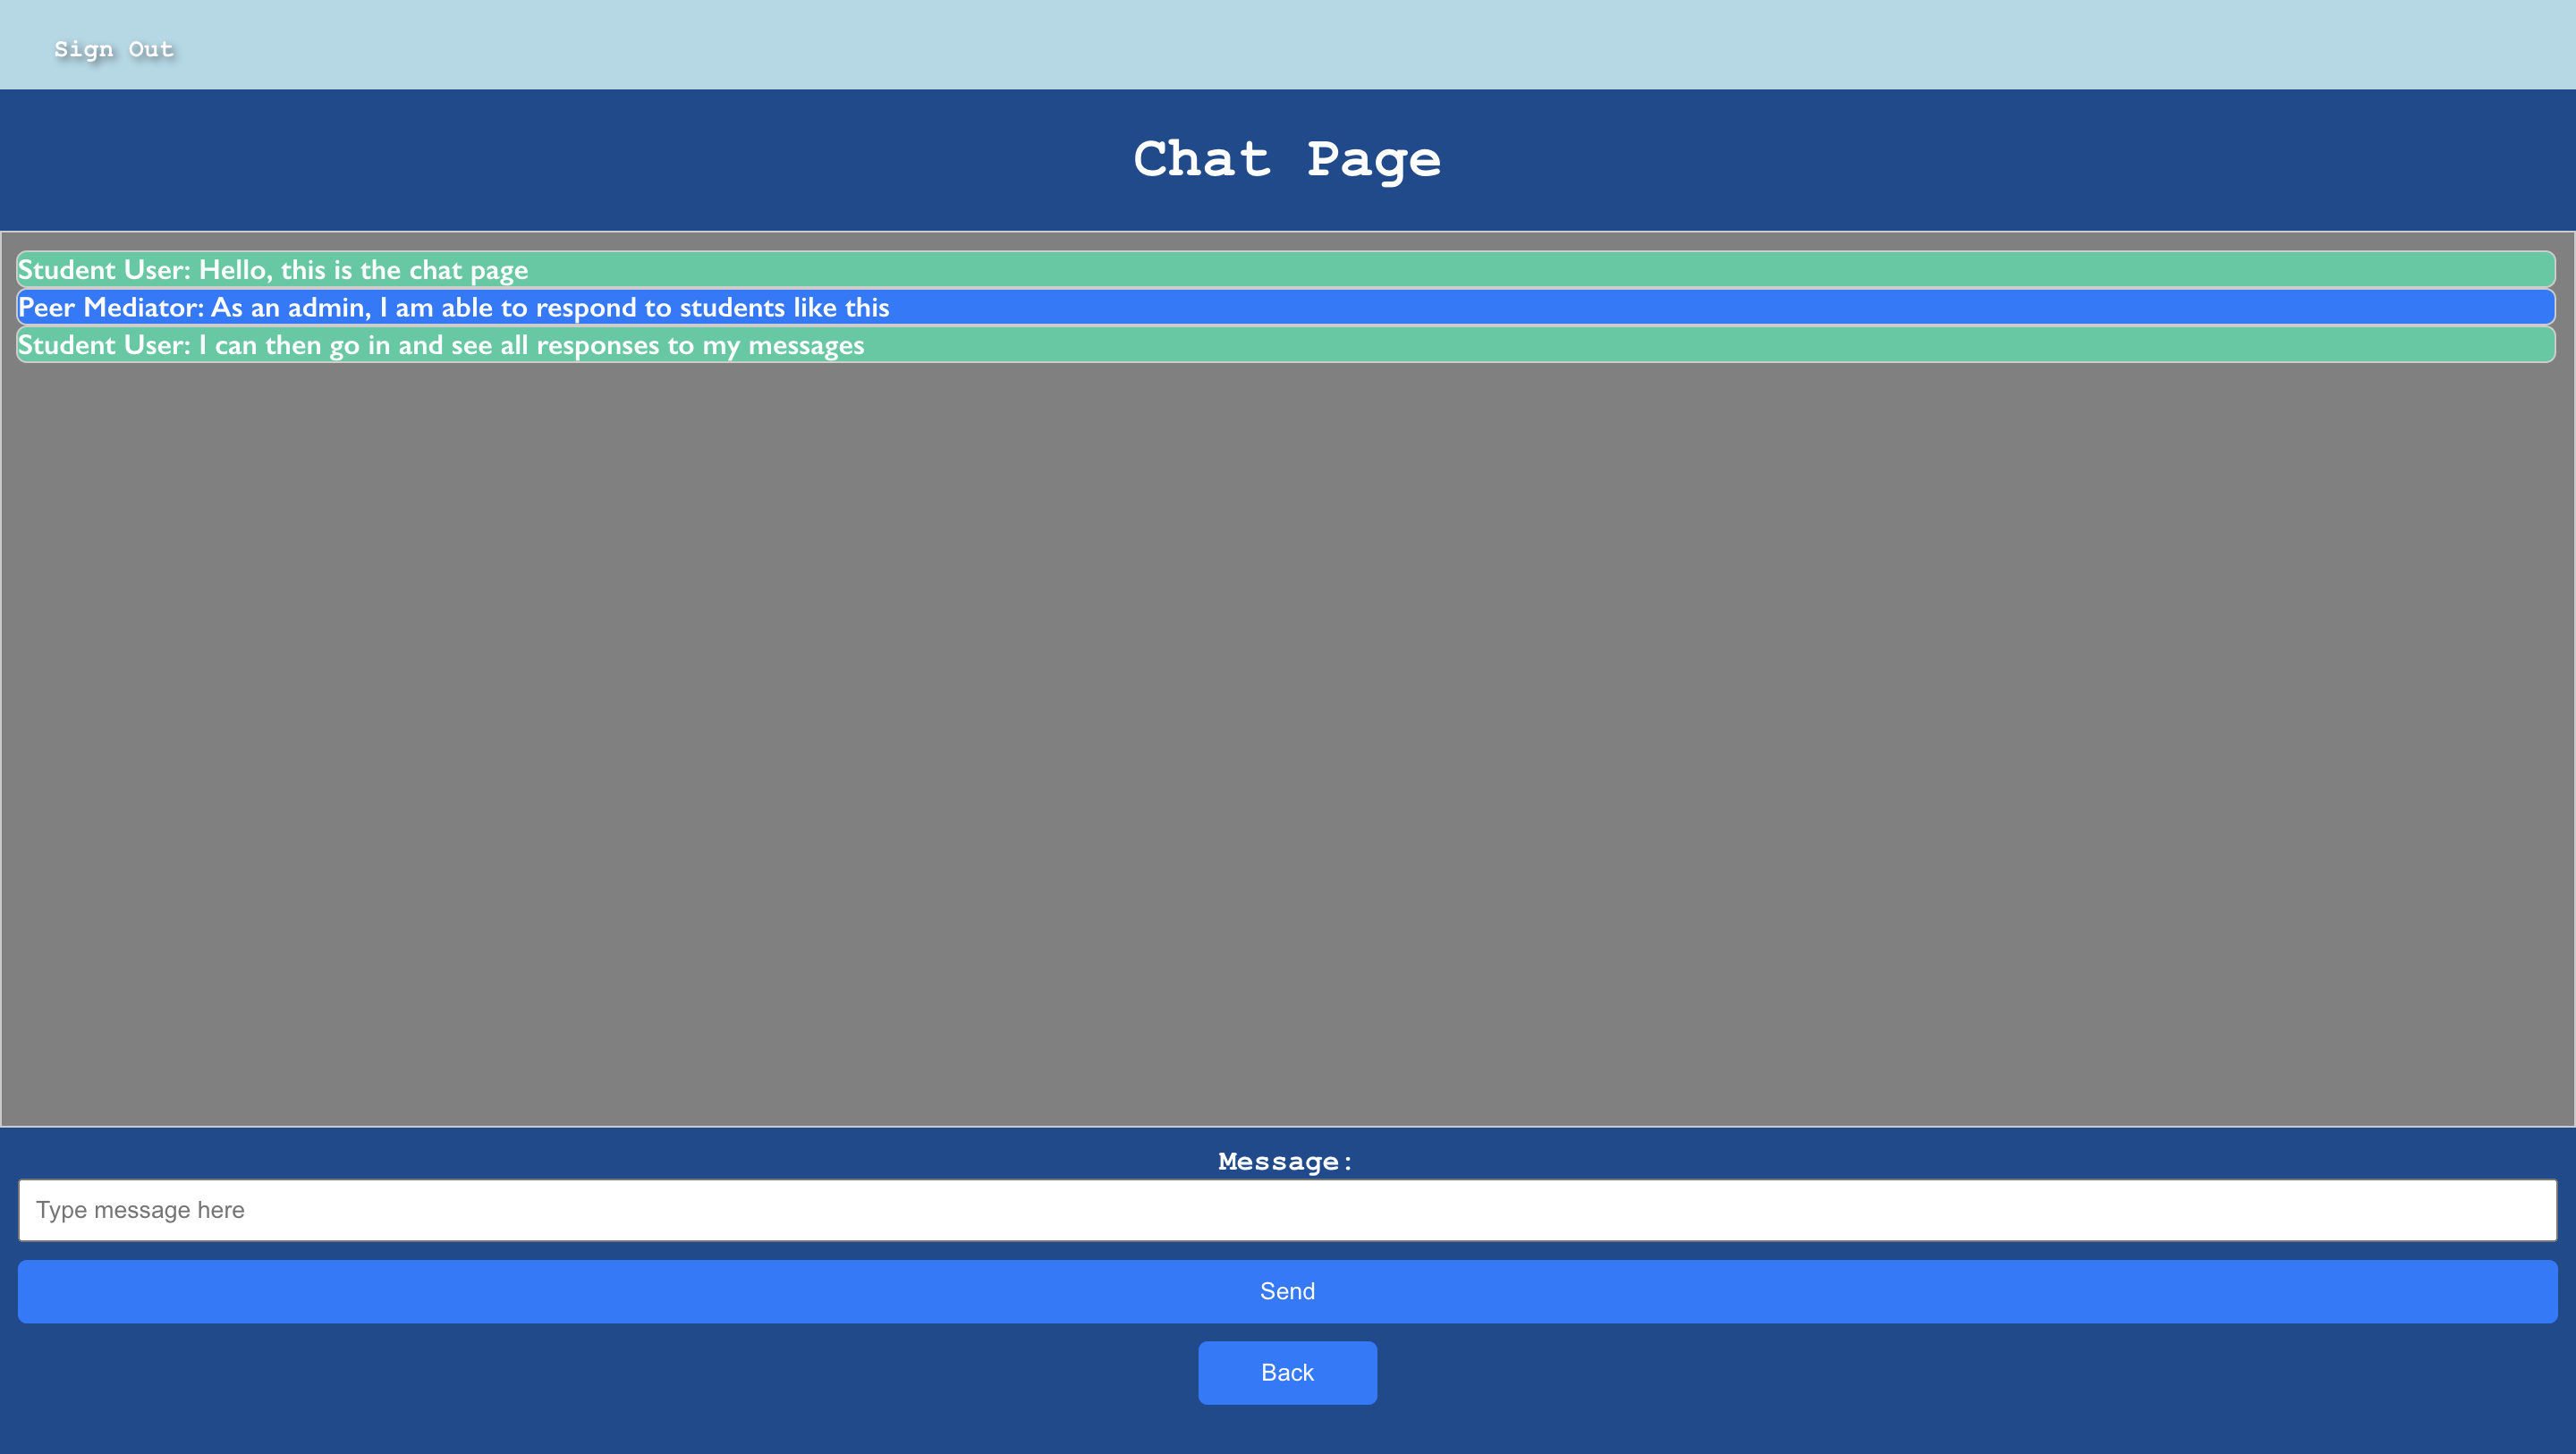 Sign Out
Chat Page
Student User: Hello, this is the chat page
Peer Mediator: As an admin, I am able to respond to students like this
Student User: I can then go in and see all responses to my messages
Message:
Type message here
Send
Back